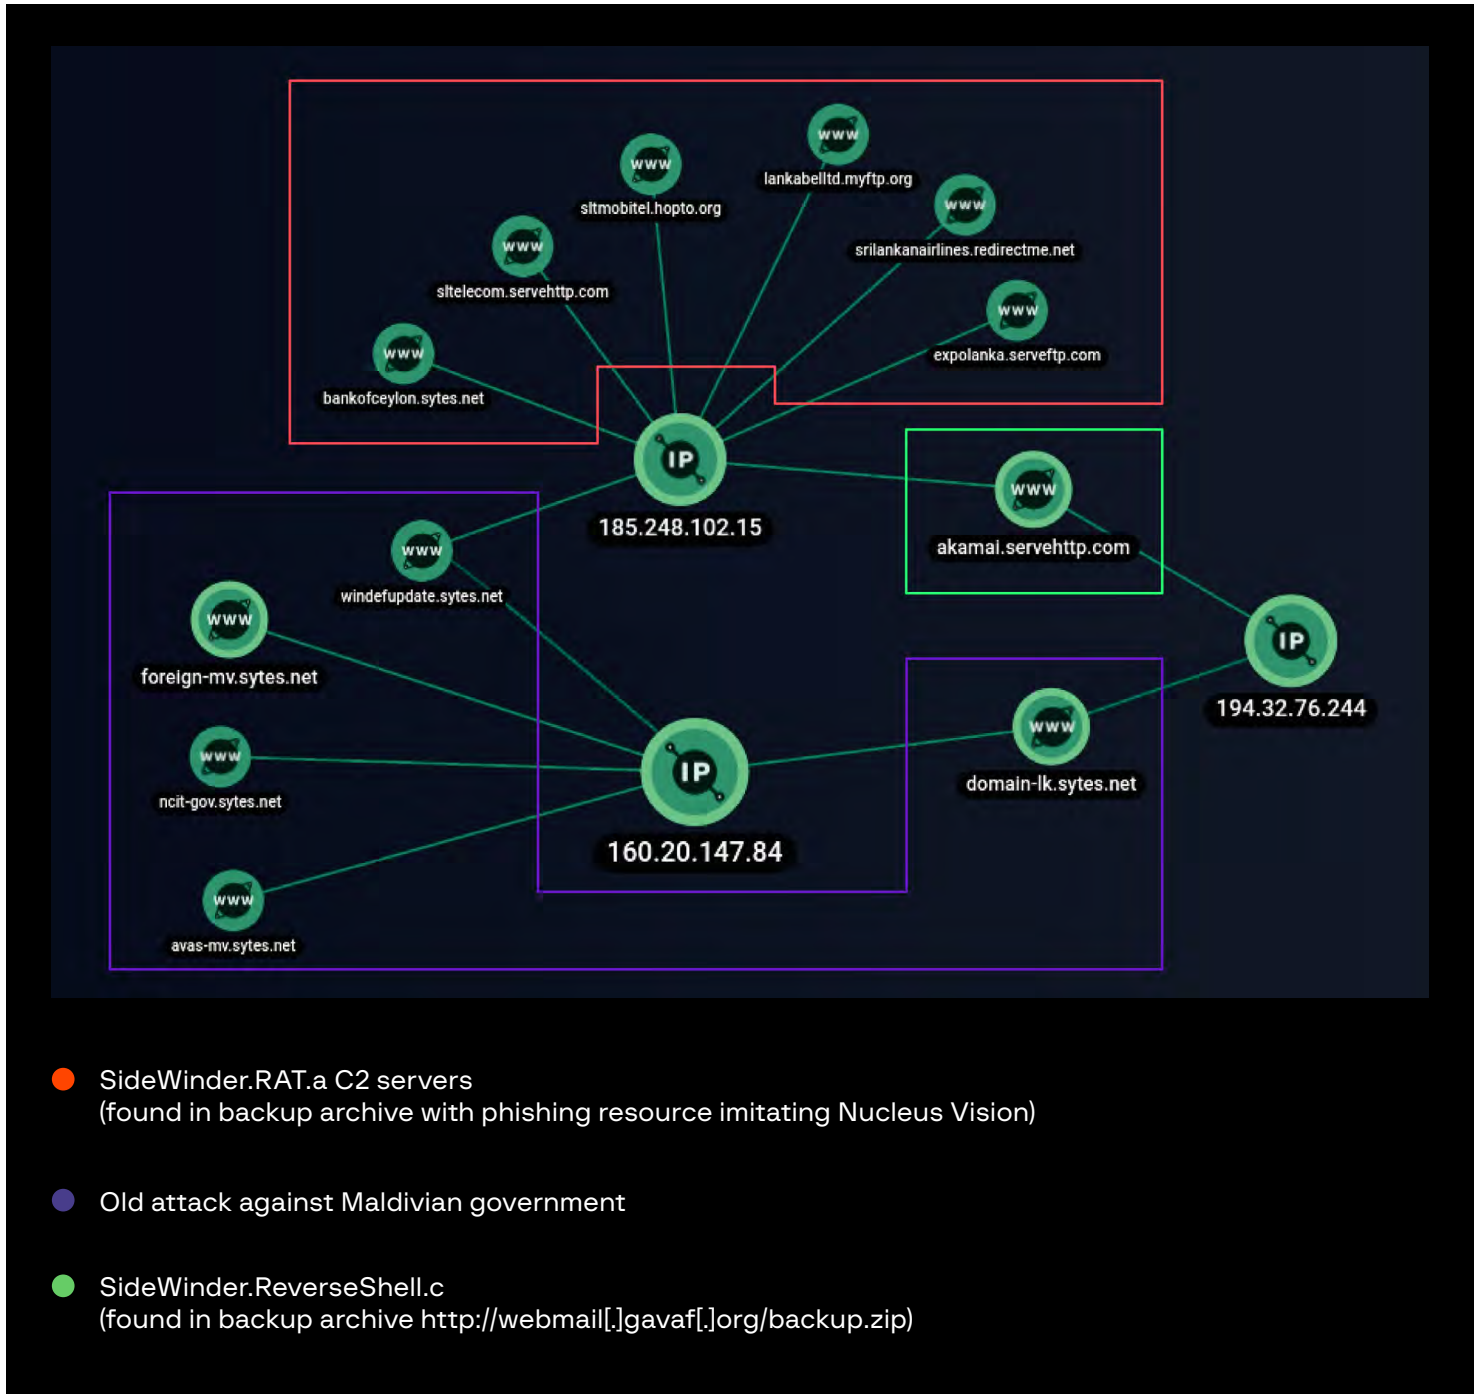 www
lankabelltd.myftp.org
www
sltmobitel.hopto.org
www
srilankanairlines.redirectme.net
www
sltelecom.servehttp.com
www
expolanka.serveftp.com
www
bankofceylon.sytes.net
IP
185.248.102.15
www
akamai.servehttp.com
www
windefupdate.sytes.net
www
foreign-mv.sytes.net
IP
194.32.76.244
www
domain-lk.sytes.net
www
ncit-gov.sytes.net
IP
160.20.147.84
www
avas-mv.sytes.net
SideWinder.RAT.a C2 servers
(found in backup archive with phishing resource imitating Nucleus Vision)
Old attack against Maldivian government
SideWinder.ReverseShell.c
(found in backup archive http://webmail[.]gavaf[.]org/backup.zip)